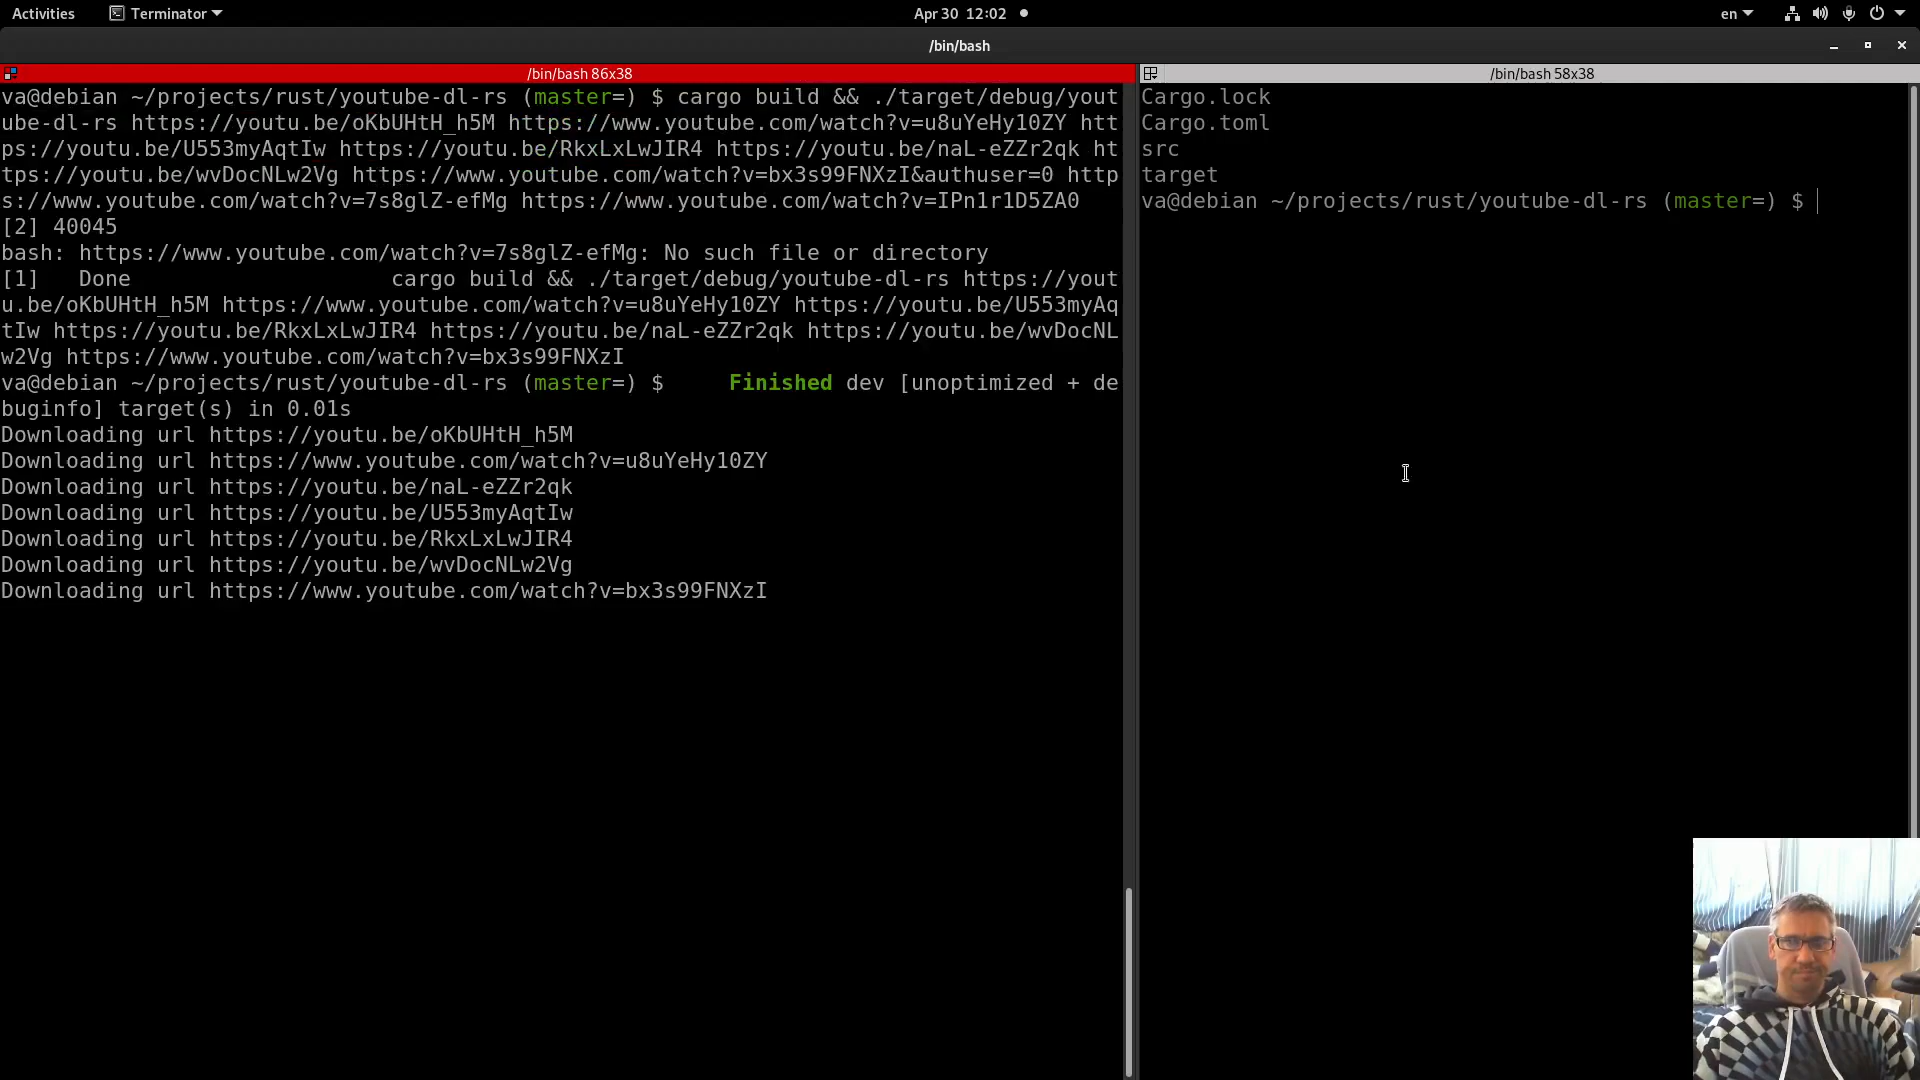 Activities Terminator Apr 30 12:02 en
/bin/bash
/bin/bash 86x38
va@debian ~/projects/rust/youtube-dl-rs (master=) $ cargo build && ./target/debug/yout
ube-dl-rs https://youtu.be/oKbUHtH_h5M https://www.youtube.com/watch?v=u8uYeHy10ZY htt
ps://youtu.be/U553myAqtIw https://youtu.be/RkxLxLwJIR4 https://youtu.be/naL-eZZr2qk ht
tps://youtu.be/wvDocNLw2Vg https://www.youtube.com/watch?v=bx3s99FNXzI&authuser=0 http
s://www.youtube.com/watch?v=7s8glZ-efMg https://www.youtube.com/watch?v=IPn1r1D5ZA0
[2] 40045
bash: https://www.youtube.com/watch?v=7s8glZ-efMg: No such file or directory
[1]   Done                    cargo build && ./target/debug/youtube-dl-rs https://yout
u.be/oKbUHtH_h5M https://www.youtube.com/watch?v=u8uYeHy10ZY https://youtu.be/U553myAq
tIw https://youtu.be/RkxLxLwJIR4 https://youtu.be/naL-eZZr2qk https://youtu.be/wvDocNL
w2Vg https://www.youtube.com/watch?v=bx3s99FNXzI
va@debian ~/projects/rust/youtube-dl-rs (master=) $     Finished dev [unoptimized + de
buginfo] target(s) in 0.01s
Downloading url https://youtu.be/oKbUHtH_h5M
Downloading url https://www.youtube.com/watch?v=u8uYeHy10ZY
Downloading url https://youtu.be/naL-eZZr2qk
Downloading url https://youtu.be/U553myAqtIw
Downloading url https://youtu.be/RkxLxLwJIR4
Downloading url https://youtu.be/wvDocNLw2Vg
Downloading url https://www.youtube.com/watch?v=bx3s99FNXzI
/bin/bash 58x38
Cargo.lock
Cargo.toml
src
target
va@debian ~/projects/rust/youtube-dl-rs (master=) $